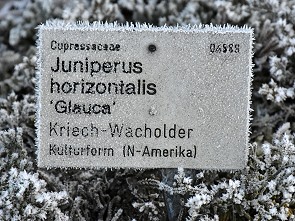 Cupressaceae 04588
Juniperus
horizontalis
'Glauca'
Kriech-Wacholder
Kulturform (N-Amerika)